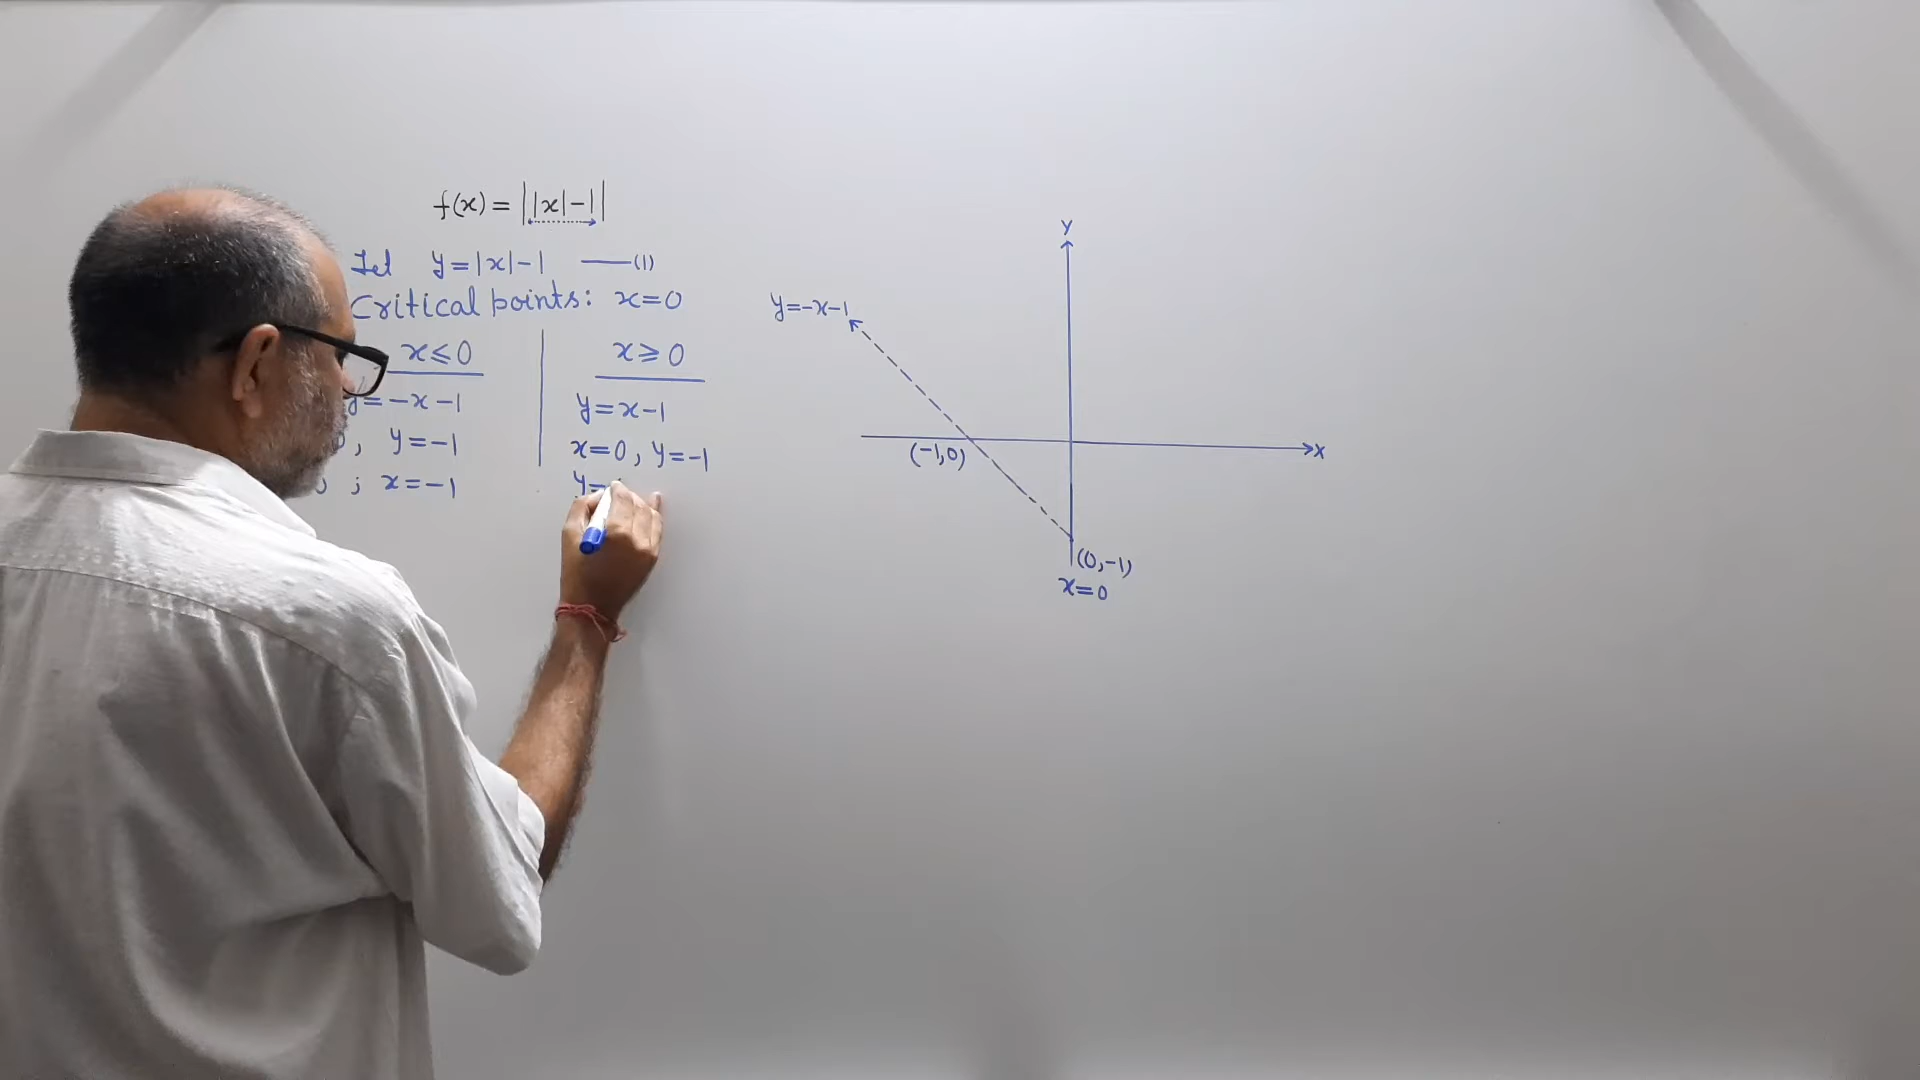 f(x) = ||x|-1|
Let y=|x|-1 ——(1)
Critical points: x=0
x⩽0
y=-x-1
, y=-1
; x=-1
x⩾0
y=x-1
x=0, y=-1
y=
Y
y=-x-1
X
(-1,0)
(0,-1)
x=0